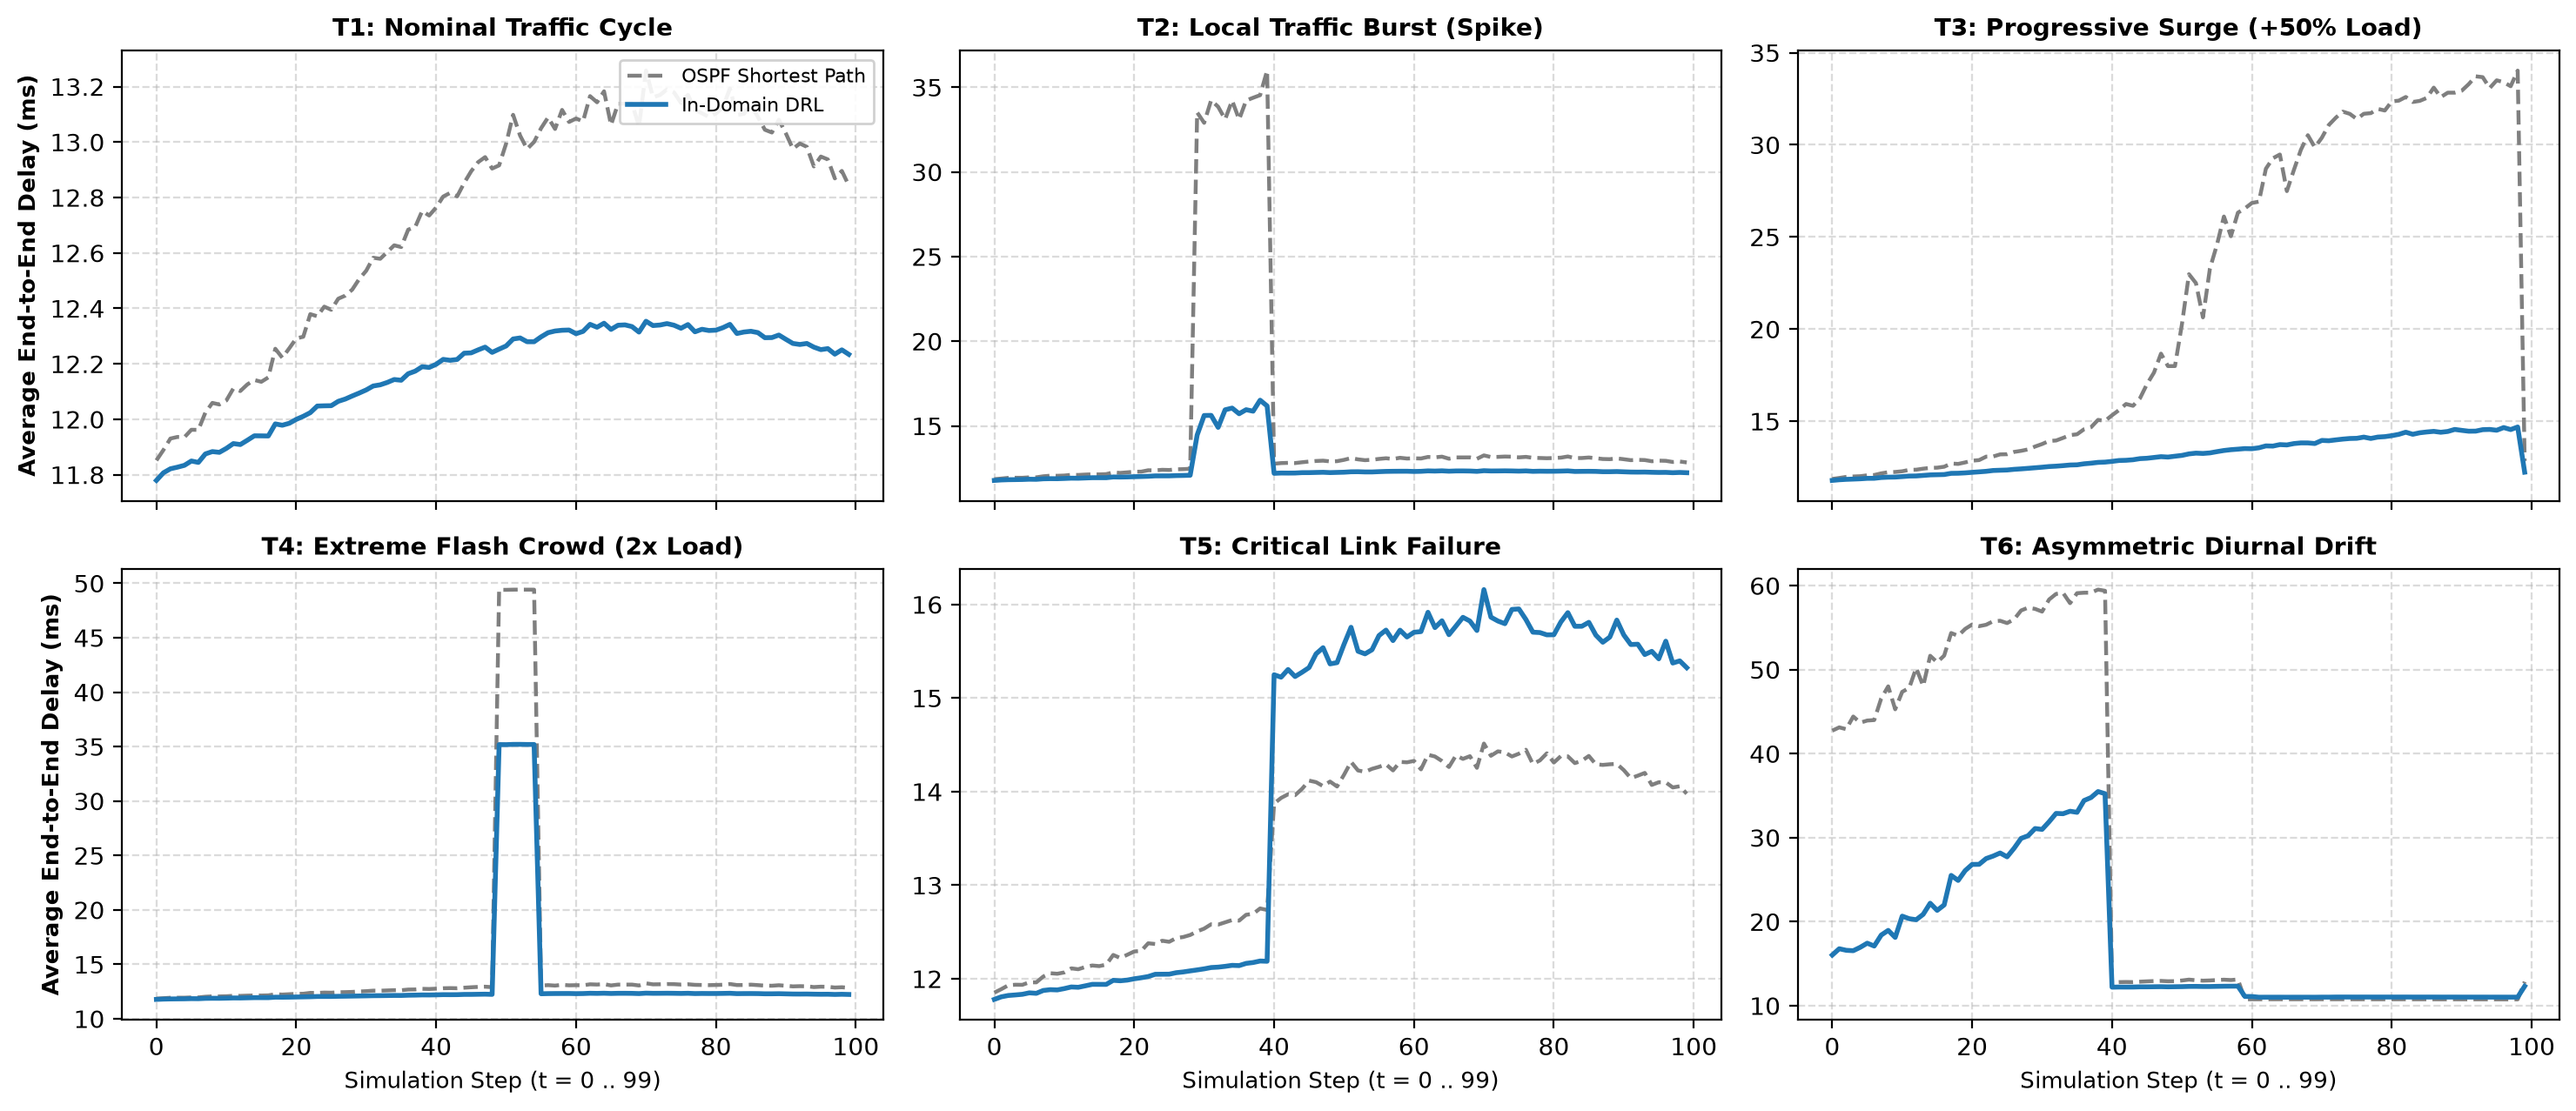 T1: Nominal Traffic Cycle
T2: Local Traffic Burst (Spike)
T3: Progressive Surge (+50% Load)
Average End-to-End Delay (ms)
13.2
13.0
12.8
12.6
12.4
12.2
12.0
11.8
OSPF Shortest Path
In-Domain DRL
35
30
25
20
15
35
30
25
20
15
T4: Extreme Flash Crowd (2x Load)
T5: Critical Link Failure
T6: Asymmetric Diurnal Drift
Average End-to-End Delay (ms)
50
45
40
35
30
25
20
15
10
0 20 40 60 80 100
Simulation Step (t = 0 .. 99)
16
15
14
13
12
0 20 40 60 80 100
Simulation Step (t = 0 .. 99)
60
50
40
30
20
10
0 20 40 60 80 100
Simulation Step (t = 0 .. 99)